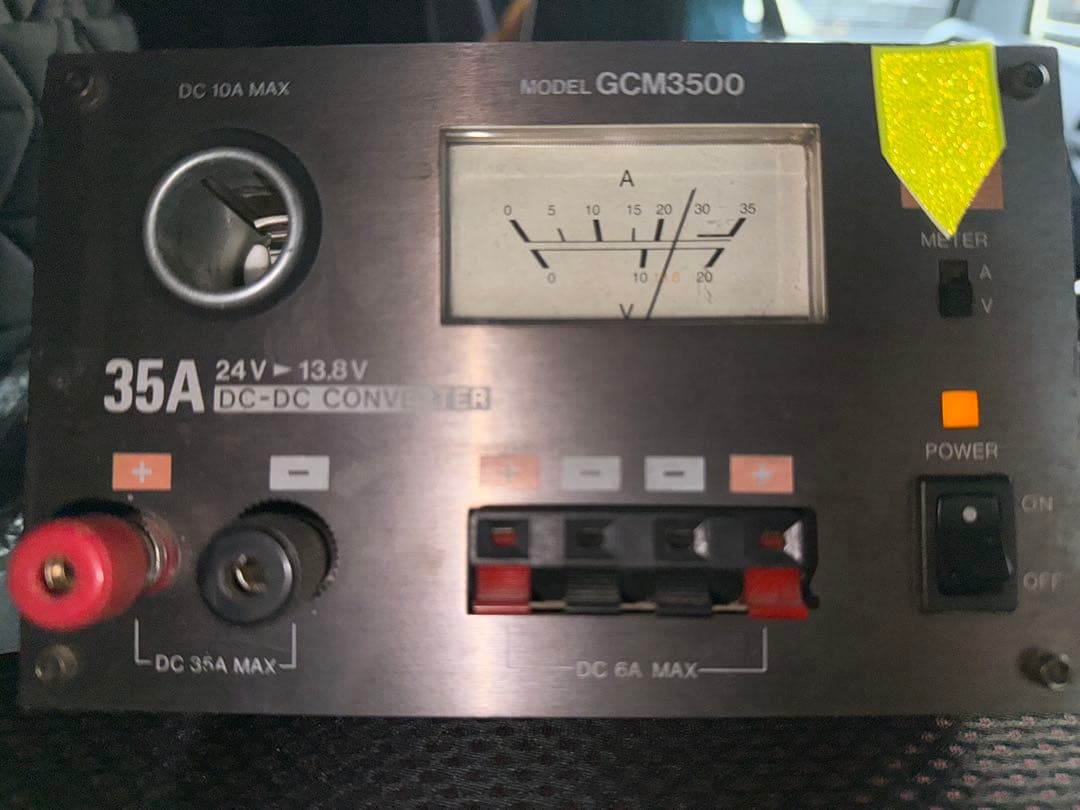 DC 10A MAX
MODEL GCM3500
A
0 5 10 15 20 30 35
0 10 20
V
METER
A
V
35A 24V ► 13.8V
DC-DC CONVERTER
POWER
+ − + − − +
ON
OFF
DC 35A MAX
DC 6A MAX